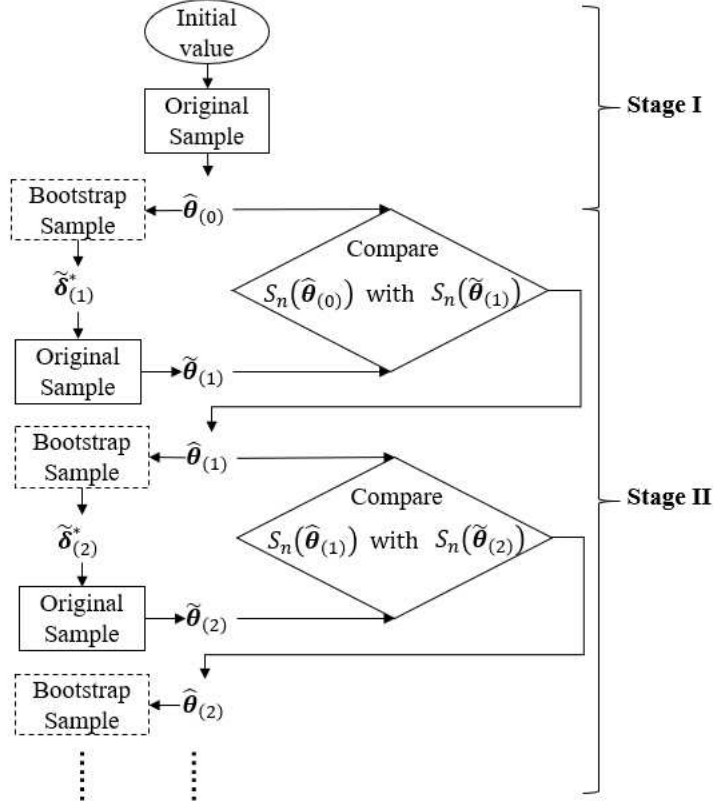 Initial
value
Original
Sample
Stage I
Bootstrap
Sample
θ̂₍₀₎
Compare
Sₙ(θ̂₍₀₎) with Sₙ(θ̃₍₁₎)
δ̃*₍₁₎
Original
Sample
θ̃₍₁₎
Bootstrap
Sample
θ̂₍₁₎
Compare
Sₙ(θ̂₍₁₎) with Sₙ(θ̃₍₂₎)
Stage II
δ̃*₍₂₎
Original
Sample
θ̃₍₂₎
Bootstrap
Sample
θ̂₍₂₎